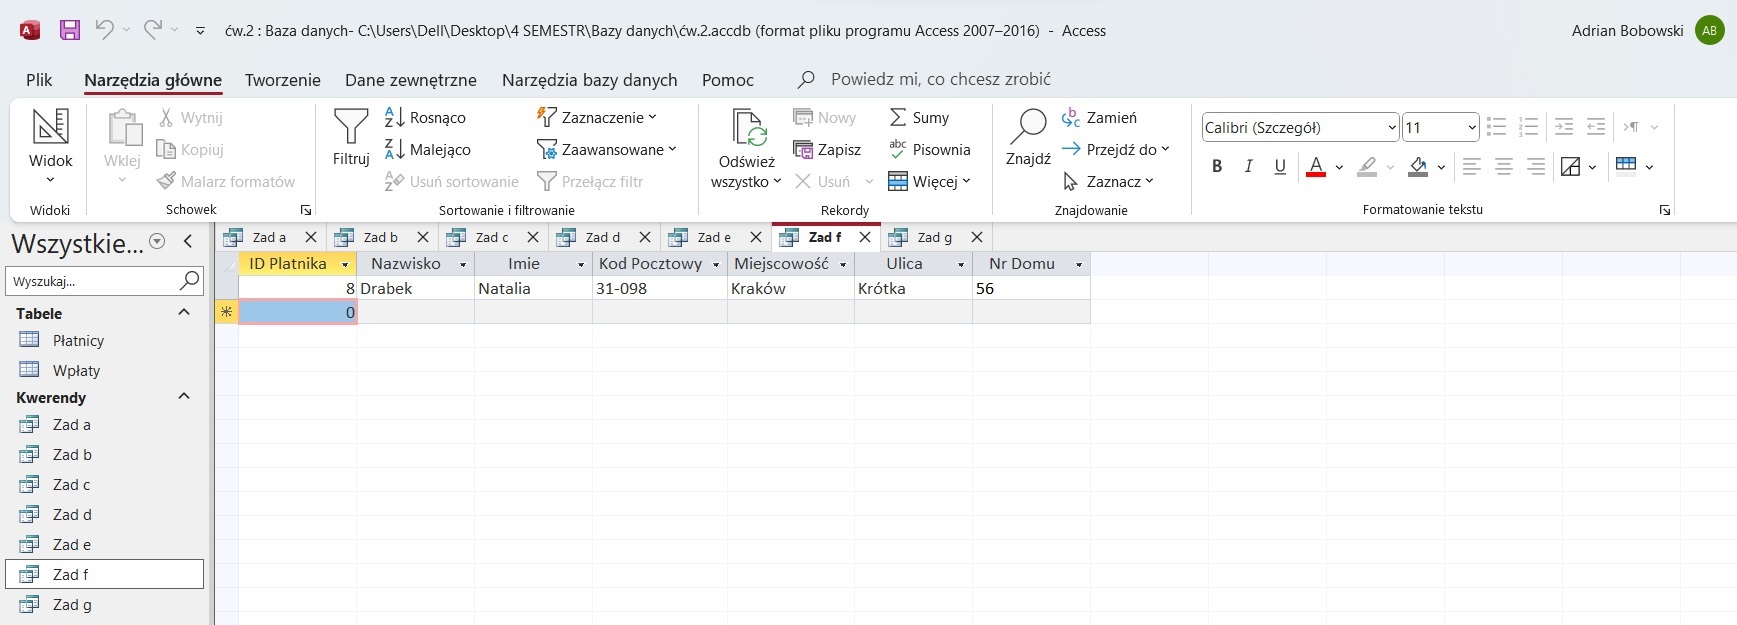 ćw.2 : Baza danych- C:\Users\Dell\Desktop\4 SEMESTR\Bazy danych\ćw.2.accdb (format pliku programu Access 2007–2016) - Access
Adrian Bobowski AB
Plik Narzędzia główne Tworzenie Dane zewnętrzne Narzędzia bazy danych Pomoc Powiedz mi, co chcesz zrobić
Widok
Widoki
Wklej
Wytnij
Kopiuj
Malarz formatów
Schowek
Filtruj
Rosnąco
Malejąco
Usuń sortowanie
Zaznaczenie
Zaawansowane
Przełącz filtr
Sortowanie i filtrowanie
Odśwież
wszystko
Nowy
Zapisz
Usuń
Sumy
Pisownia
Więcej
Rekordy
Znajdź
Zamień
Przejdź do
Zaznacz
Znajdowanie
Calibri (Szczegół) 11
B I U A
Formatowanie tekstu
Wszystkie...
Wyszukaj...
Tabele
Płatnicy
Wpłaty
Kwerendy
Zad a
Zad b
Zad c
Zad d
Zad e
Zad f
Zad g
Zad a Zad b Zad c Zad d Zad e Zad f Zad g
ID Platnika Nazwisko Imie Kod Pocztowy Miejscowość Ulica Nr Domu
8 Drabek Natalia 31-098 Kraków Krótka 56
0